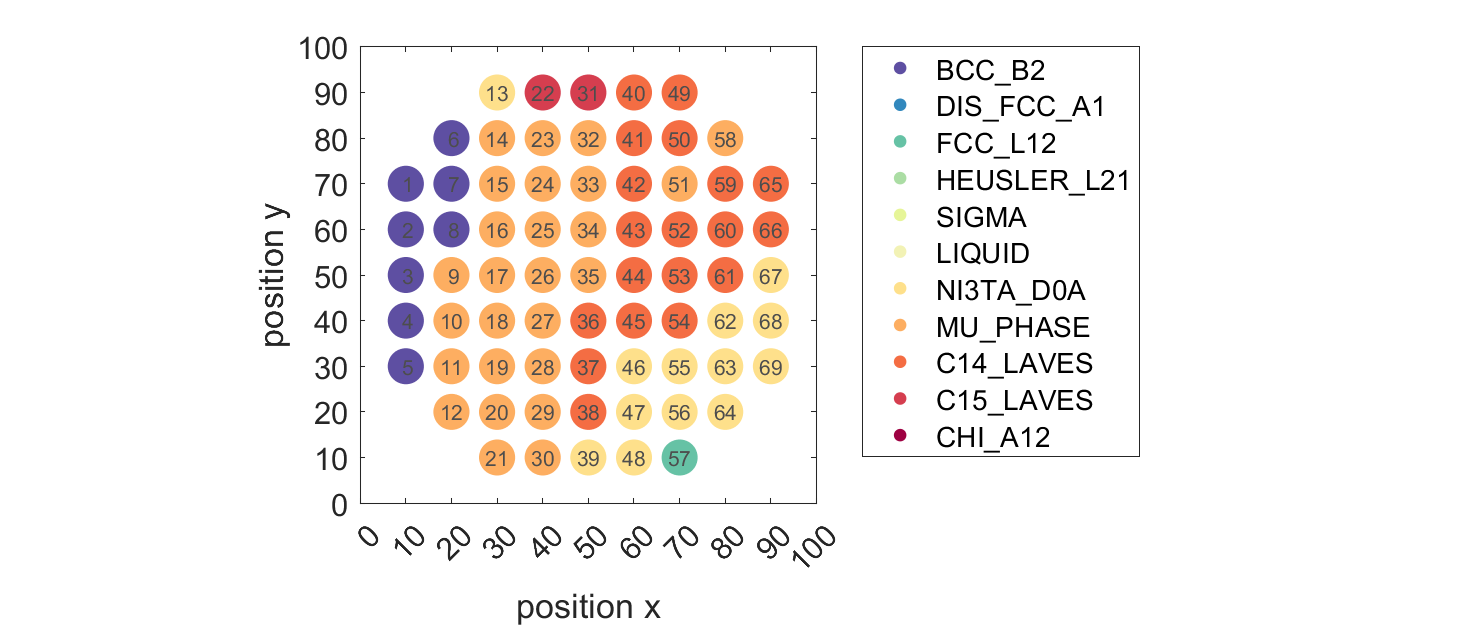 100
90 13 22 31 40 49
80 6 14 23 32 41 50 58
70 1 7 15 24 33 42 51 59 65
60 2 8 16 25 34 43 52 60 66
50 3 9 17 26 35 44 53 61 67
40 4 10 18 27 36 45 54 62 68
30 5 11 19 28 37 46 55 63 69
20 12 20 29 38 47 56 64
10 21 30 39 48 57
0
position y
0 10 20 30 40 50 60 70 80 90 100
position x
BCC_B2
DIS_FCC_A1
FCC_L12
HEUSLER_L21
SIGMA
LIQUID
NI3TA_D0A
MU_PHASE
C14_LAVES
C15_LAVES
CHI_A12